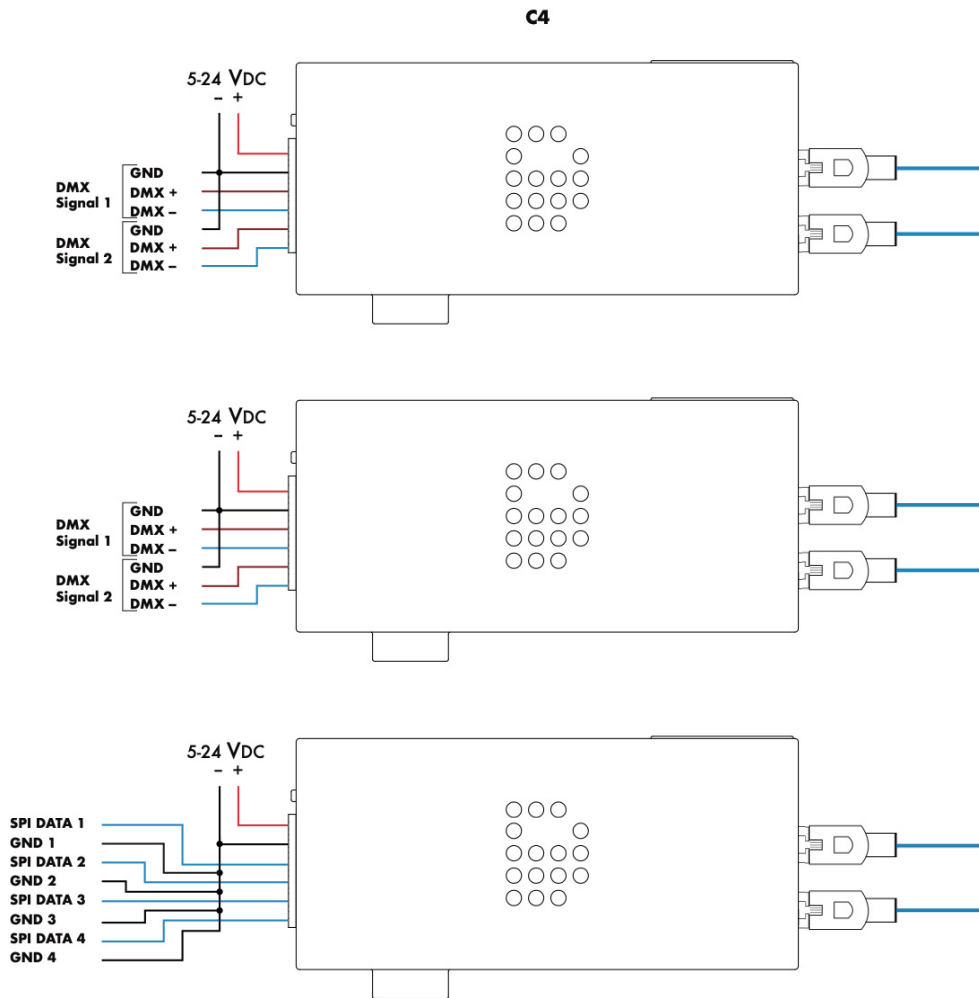 C4
5-24 VDC
– +
GND
DMX Signal 1
DMX +
DMX –
GND
DMX Signal 2
DMX +
DMX –
5-24 VDC
– +
GND
DMX Signal 1
DMX +
DMX –
GND
DMX Signal 2
DMX +
DMX –
5-24 VDC
– +
SPI DATA 1
GND 1
SPI DATA 2
GND 2
SPI DATA 3
GND 3
SPI DATA 4
GND 4